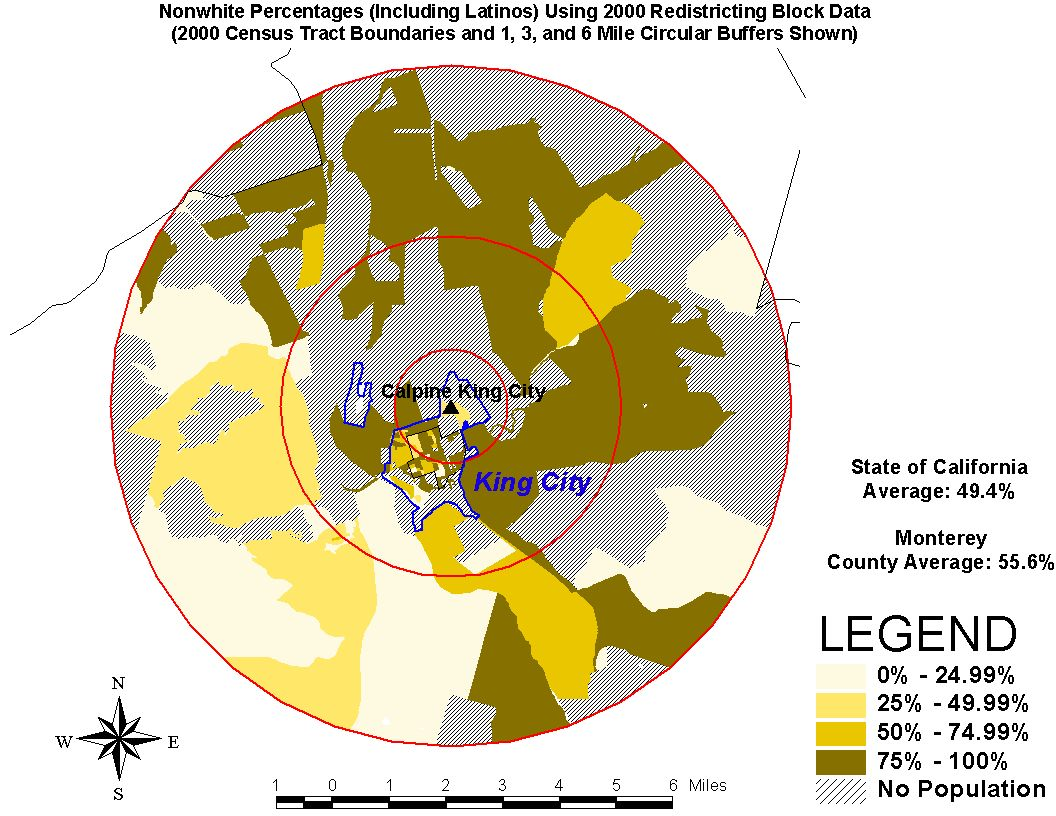 Nonwhite Percentages (Including Latinos) Using 2000 Redistricting Block Data
(2000 Census Tract Boundaries and 1, 3, and 6 Mile Circular Buffers Shown)
Calpine King City
King City
State of California
Average: 49.4%
Monterey
County Average: 55.6%
LEGEND
0% - 24.99%
25% - 49.99%
50% - 74.99%
75% - 100%
No Population
N
W E
S
1 0 1 2 3 4 5 6 Miles